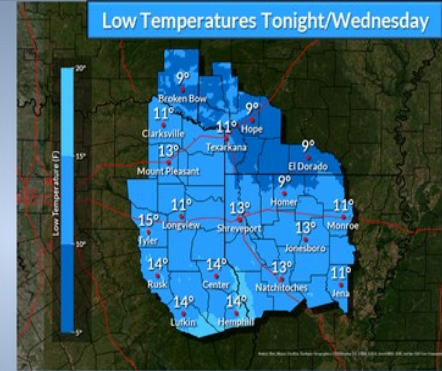 Low Temperatures Tonight/Wednesday
20°
15°
10°
5°
Low Temperature (F)
9°
Broken Bow
11°
Clarksville
9°
Hope
11°
Texarkana
13°
Mount Pleasant
9°
El Dorado
9°
Homer
11°
Longview
13°
Shreveport
11°
Monroe
15°
Tyler
13°
Jonesboro
14°
Rusk
14°
Center
13°
Natchitoches
11°
Jena
14°
Lufkin
14°
Hemphill